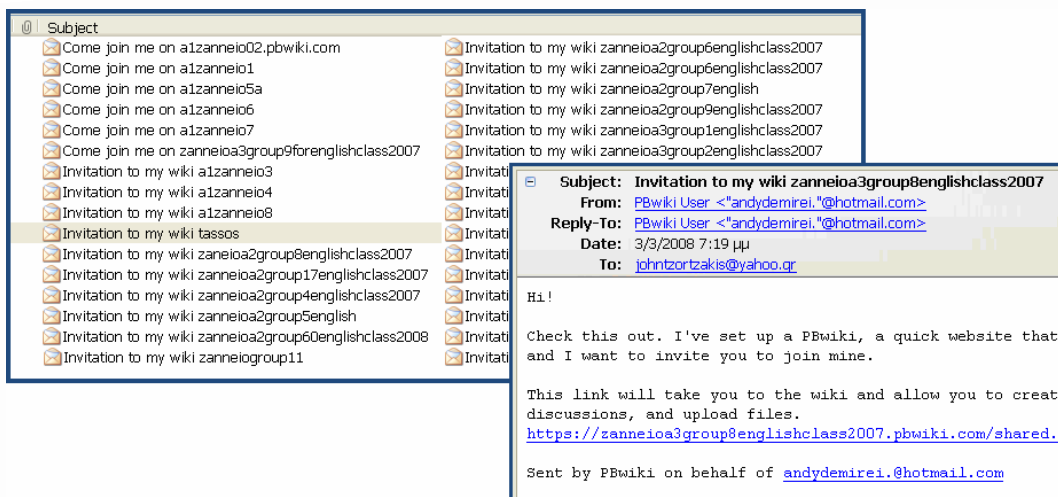 Subject
Come join me on a1zanneio02.pbwiki.com
Come join me on a1zanneio1
Come join me on a1zanneio5a
Come join me on a1zanneio6
Come join me on a1zanneio7
Come join me on zanneioa3group9forenglishclass2007
Invitation to my wiki a1zanneio3
Invitation to my wiki a1zanneio4
Invitation to my wiki a1zanneio8
Invitation to my wiki tassos
Invitation to my wiki zaneioa2group8englishclass2007
Invitation to my wiki zanneioa2group17englishclass2007
Invitation to my wiki zanneioa2group4englishclass2007
Invitation to my wiki zanneioa2group5english
Invitation to my wiki zanneioa2group60englishclass2008
Invitation to my wiki zanneiogroup11
Invitation to my wiki zanneioa2group6englishclass2007
Invitation to my wiki zanneioa2group6englishclass2007
Invitation to my wiki zanneioa2group7english
Invitation to my wiki zanneioa2group9englishclass2007
Invitation to my wiki zanneioa3group1englishclass2007
Invitation to my wiki zanneioa3group2englishclass2007
Invitati
Invitati
Invitati
Invitati
Invitati
Invitati
Invitati
Invitati
Invitati
Invitati
Subject: Invitation to my wiki zanneioa3group8englishclass2007
From: PBwiki User <"andydemirei."@hotmail.com>
Reply-To: PBwiki User <"andydemirei."@hotmail.com>
Date: 3/3/2008 7:19 μμ
To: johntzortzakis@yahoo.gr
Hi!
Check this out. I've set up a PBwiki, a quick website that
and I want to invite you to join mine.
This link will take you to the wiki and allow you to creat
discussions, and upload files.
https://zanneioa3group8englishclass2007.pbwiki.com/shared.
Sent by PBwiki on behalf of andydemirei.@hotmail.com